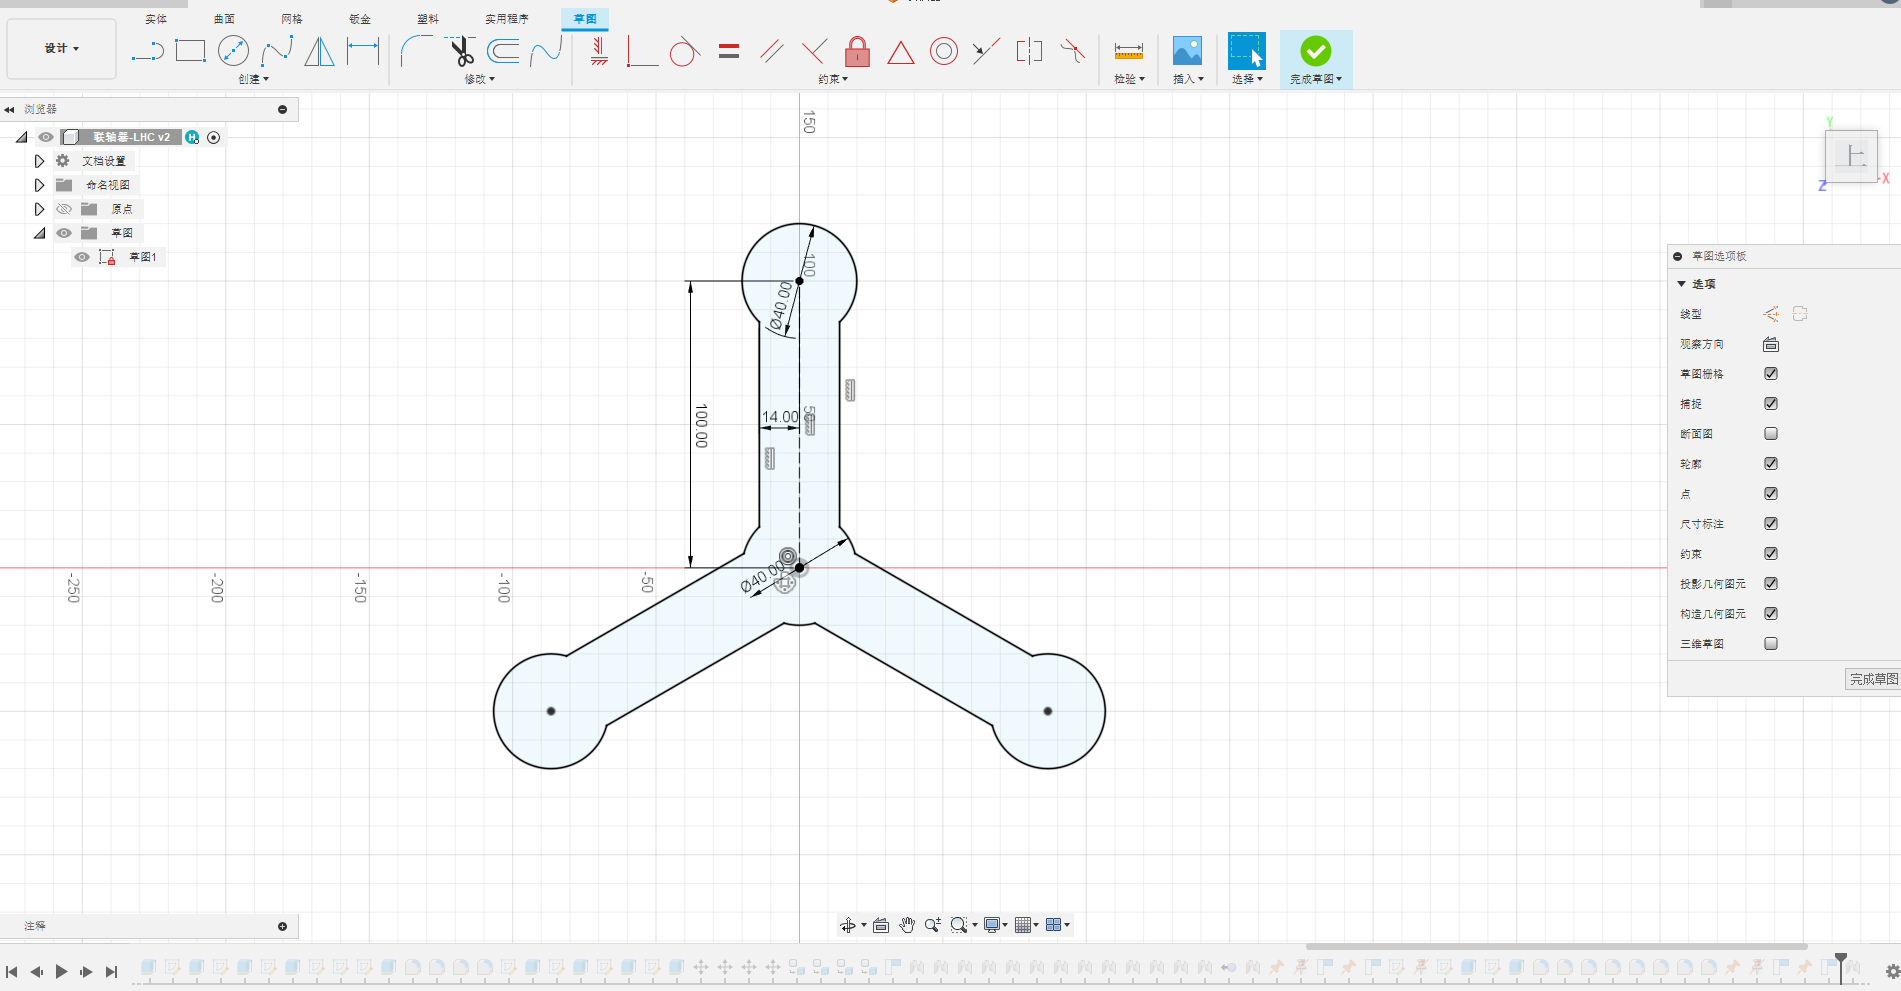 实体 曲面 网格 钣金 塑料 实用程序 草图
设计
创建 修改 约束 检验 插入 选择 完成草图
浏览器
联轴器-LHC v2
文档设置
命名视图
原点
草图
草图1
150
100
Ø40.00
100.00
14.00
50
Ø40.00
-250
-200
-150
-100
-50
Y
上
Z
X
草图选项板
选项
线型
观察方向
草图栅格
捕捉
断面图
轮廓
点
尺寸标注
约束
投影几何图元
构造几何图元
三维草图
完成草图
注释